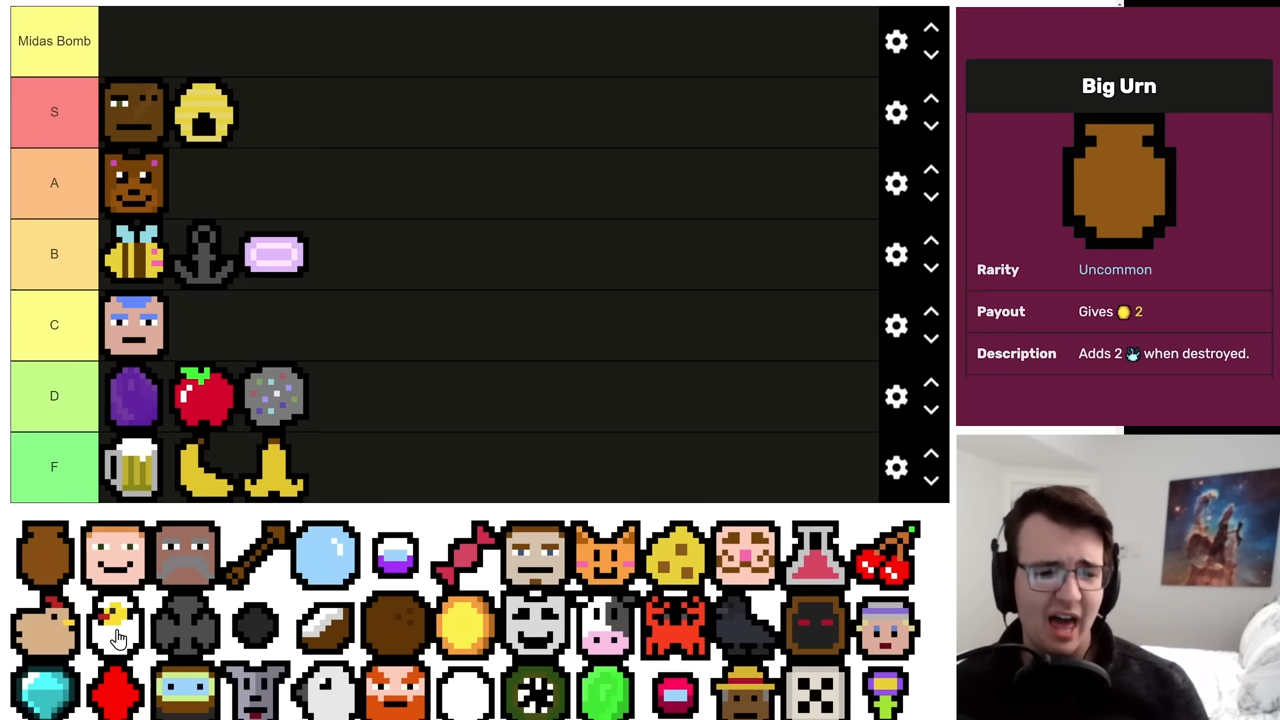 Midas Bomb
S
A
B
C
D
F
Big Urn
Rarity Uncommon
Payout Gives 2
Description Adds 2 when destroyed.